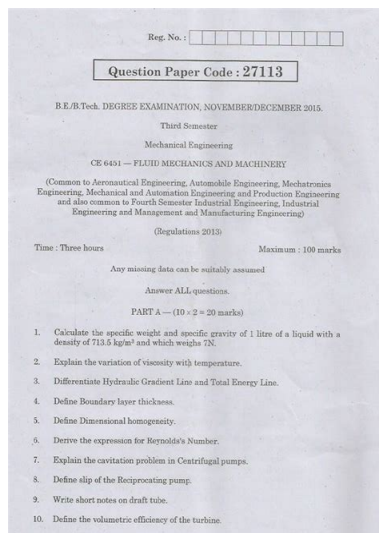 Reg. No. :
Question Paper Code : 27113
B.E./B.Tech. DEGREE EXAMINATION, NOVEMBER/DECEMBER 2015.
Third Semester
Mechanical Engineering
CE 6451 — FLUID MECHANICS AND MACHINERY
(Common to Aeronautical Engineering, Automobile Engineering, Mechatronics
Engineering, Mechanical and Automation Engineering and Production Engineering
and also common to Fourth Semester Industrial Engineering, Industrial
Engineering and Management and Manufacturing Engineering)
(Regulations 2013)
Time : Three hours Maximum : 100 marks
Any missing data can be suitably assumed
Answer ALL questions.
PART A — (10 × 2 = 20 marks)
1. Calculate the specific weight and specific gravity of 1 litre of a liquid with a
density of 713.5 kg/m³ and which weighs 7N.
2. Explain the variation of viscosity with temperature.
3. Differentiate Hydraulic Gradient Line and Total Energy Line.
4. Define Boundary layer thickness.
5. Define Dimensional homogeneity.
6. Derive the expression for Reynolds's Number.
7. Explain the cavitation problem in Centrifugal pumps.
8. Define slip of the Reciprocating pump.
9. Write short notes on draft tube.
10. Define the volumetric efficiency of the turbine.